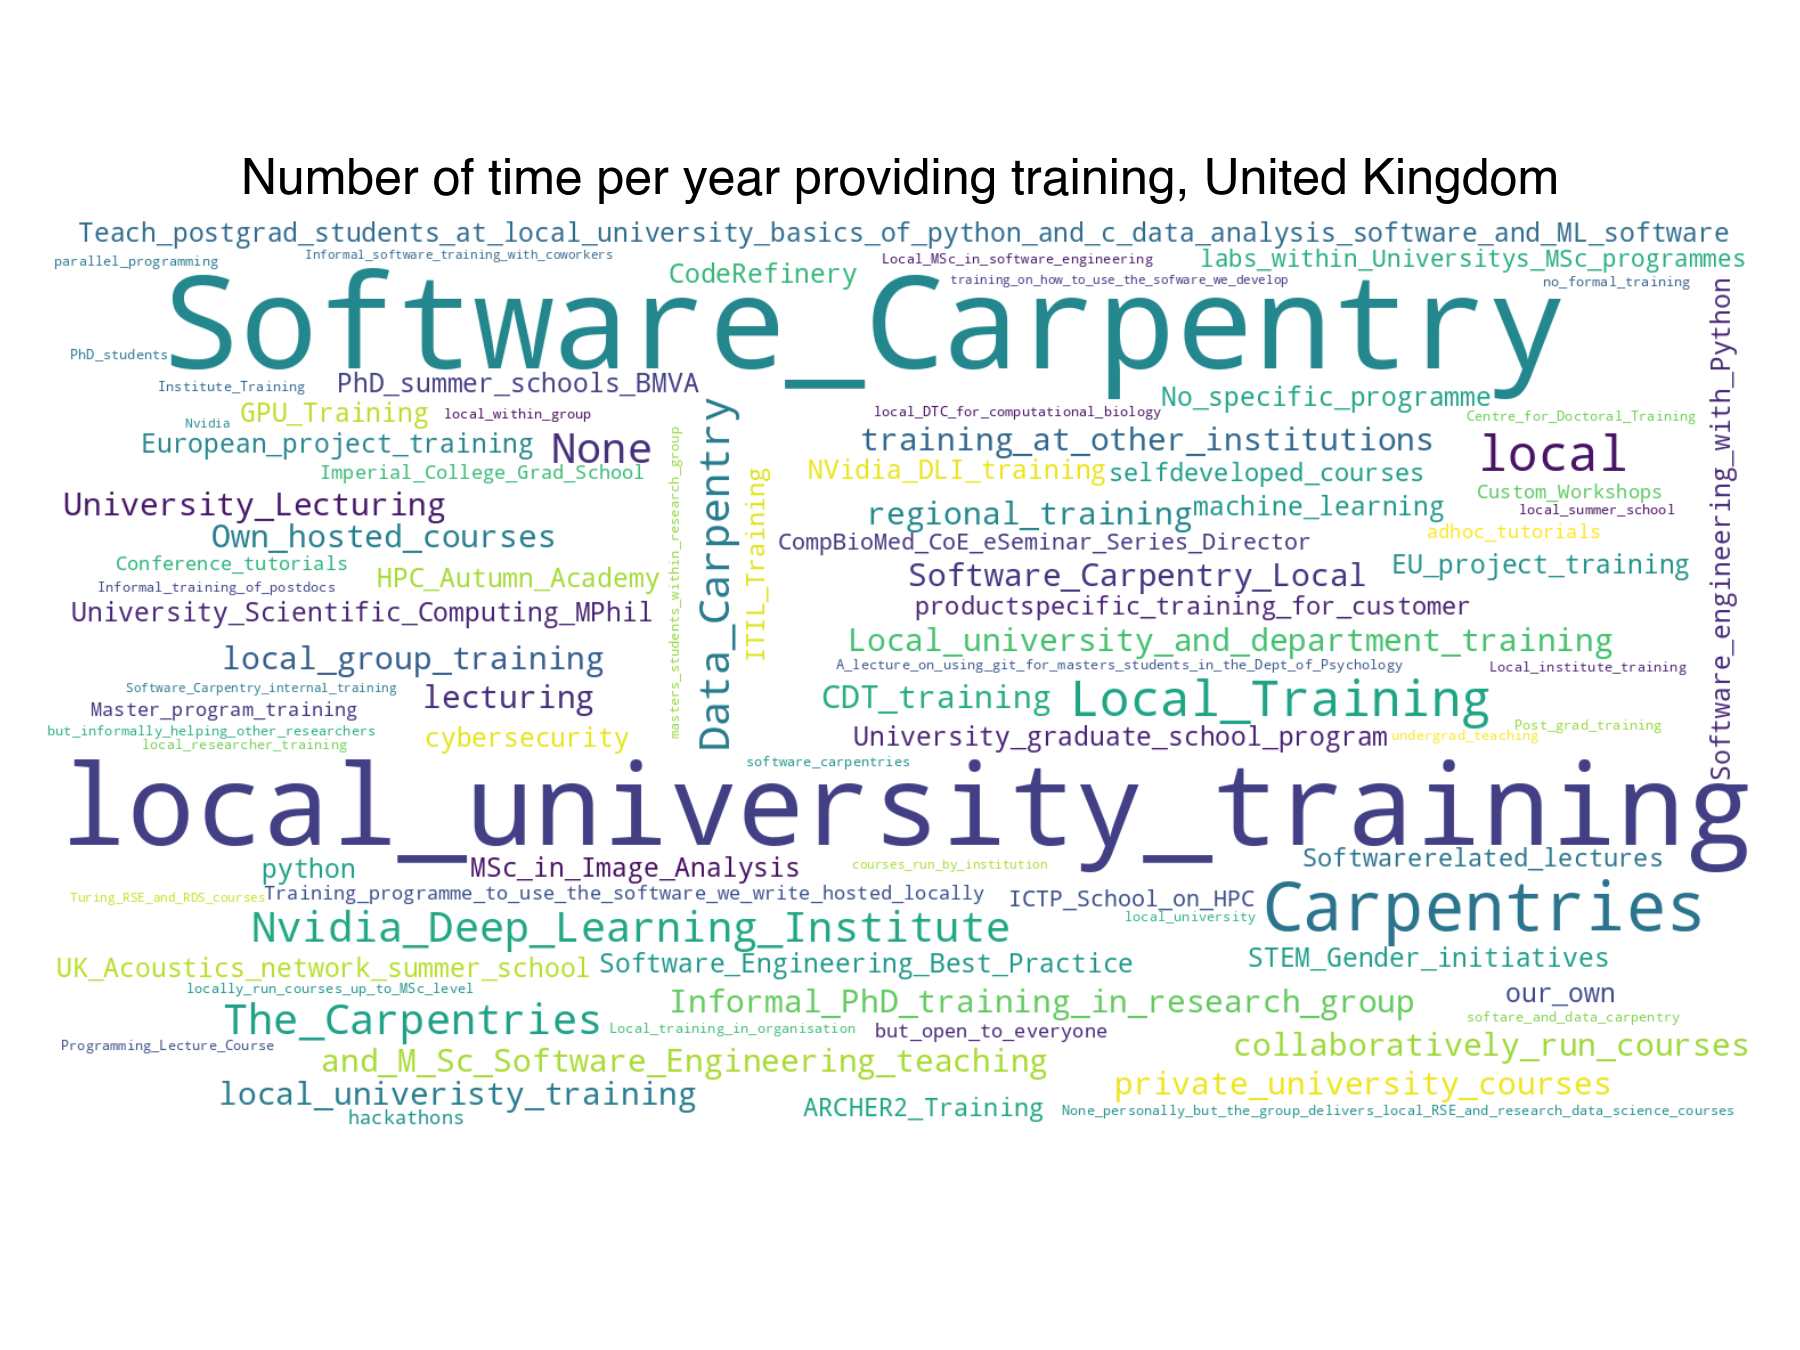 Number of time per year providing training, United Kingdom
Teach_postgrad_students_at_local_university_basics_of_python_and_c_data_analysis_software_and_ML_software
parallel_programming
Informal_software_training_with_coworkers
CodeRefinery
Local_MSc_in_software_engineering
labs_within_Universitys_MSc_programmes
training_on_how_to_use_the_sofware_we_develop
no_formal_training
Software_Carpentry
PhD_students
Software_engineering_with_Python
Institute_Training
PhD_summer_schools_BMVA
No_specific_programme
Nvidia
GPU_Training
local_within_group
local_DTC_for_computational_biology
Centre_for_Doctoral_Training
European_project_training
None
training_at_other_institutions
local
Imperial_College_Grad_School
masters_students_within_research_group
Data_Carpentry
ITIL_Training
NVidia_DLI_training
selfdeveloped_courses
Custom_Workshops
University_Lecturing
regional_training
machine_learning
local_summer_school
Own_hosted_courses
CompBioMed_CoE_eSeminar_Series_Director
adhoc_tutorials
Conference_tutorials
HPC_Autumn_Academy
Software_Carpentry_Local
EU_project_training
Informal_training_of_postdocs
University_Scientific_Computing_MPhil
productspecific_training_for_customer
local_group_training
Local_university_and_department_training
A_lecture_on_using_git_for_masters_students_in_the_Dept_of_Psychology
Local_institute_training
Software_Carpentry_internal_training
lecturing
CDT_training
Local_Training
Master_program_training
but_informally_helping_other_researchers
cybersecurity
University_graduate_school_program
Post_grad_training
undergrad_teaching
local_researcher_training
software_carpentries
local_university_training
python
MSc_in_Image_Analysis
courses_run_by_institution
Softwarerelated_lectures
Turing_RSE_and_RDS_courses
Training_programme_to_use_the_software_we_write_hosted_locally
ICTP_School_on_HPC
Carpentries
local_university
Nvidia_Deep_Learning_Institute
UK_Acoustics_network_summer_school
Software_Engineering_Best_Practice
STEM_Gender_initiatives
locally_run_courses_up_to_MSc_level
Informal_PhD_training_in_research_group
our_own
The_Carpentries
Local_training_in_organisation
but_open_to_everyone
softare_and_data_carpentry
Programming_Lecture_Course
and_M_Sc_Software_Engineering_teaching
collaboratively_run_courses
local_univeristy_training
private_university_courses
hackathons
ARCHER2_Training
None_personally_but_the_group_delivers_local_RSE_and_research_data_science_courses